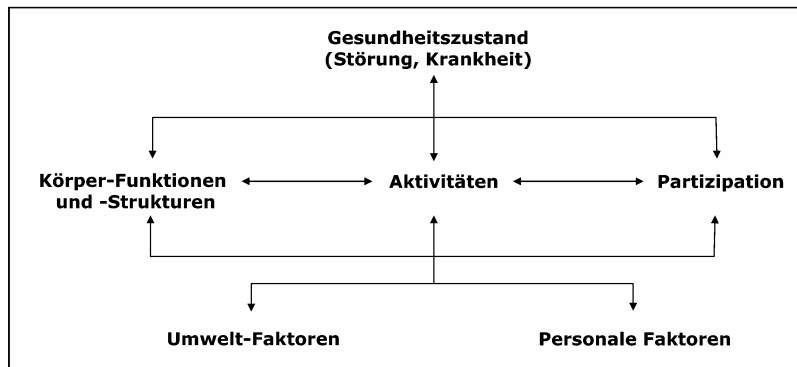 Gesundheitszustand
(Störung, Krankheit)
Körper-Funktionen
und -Strukturen
Aktivitäten
Partizipation
Umwelt-Faktoren
Personale Faktoren